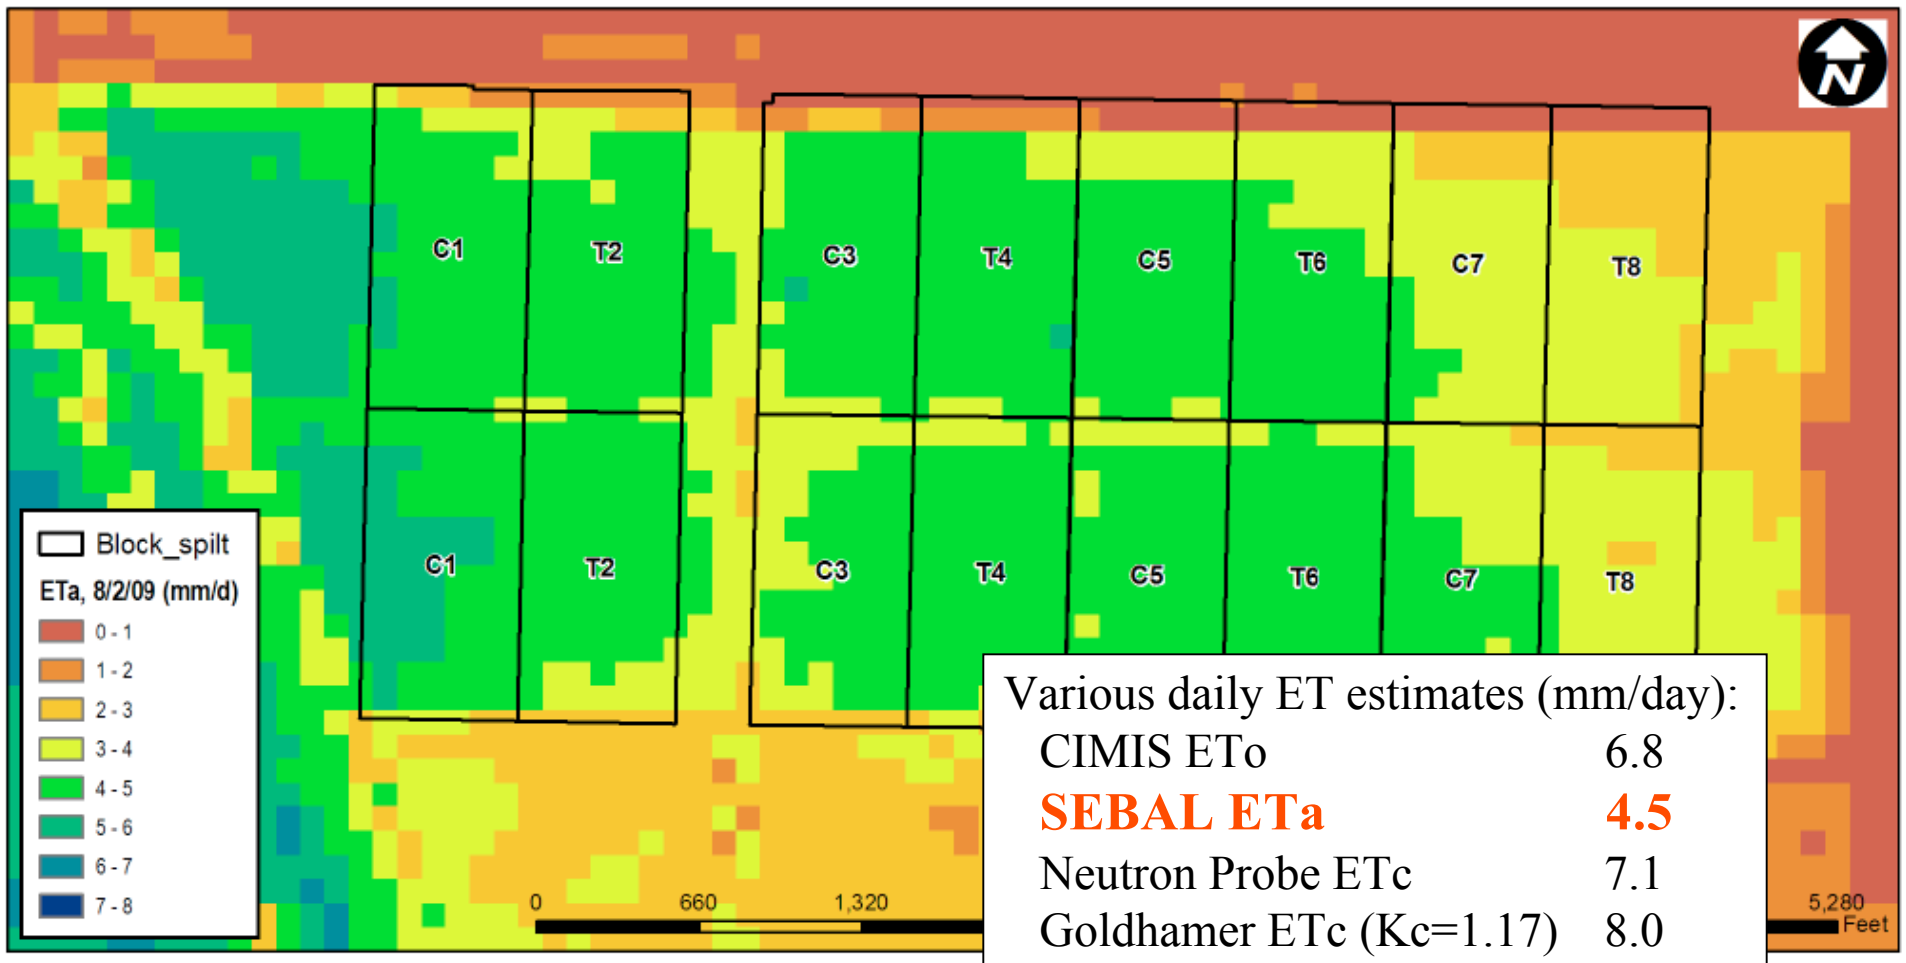 N
C1
T2
C3
T4
C5
T6
C7
T8
C1
T2
C3
T4
C5
T6
C7
T8
Block_spilt
ETa, 8/2/09 (mm/d)
0 - 1
1 - 2
2 - 3
3 - 4
4 - 5
5 - 6
6 - 7
7 - 8
Various daily ET estimates (mm/day):
CIMIS ETo 6.8
SEBAL ETa 4.5
Neutron Probe ETc 7.1
Goldhamer ETc (Kc=1.17) 8.0
0 660 1,320 5,280
Feet